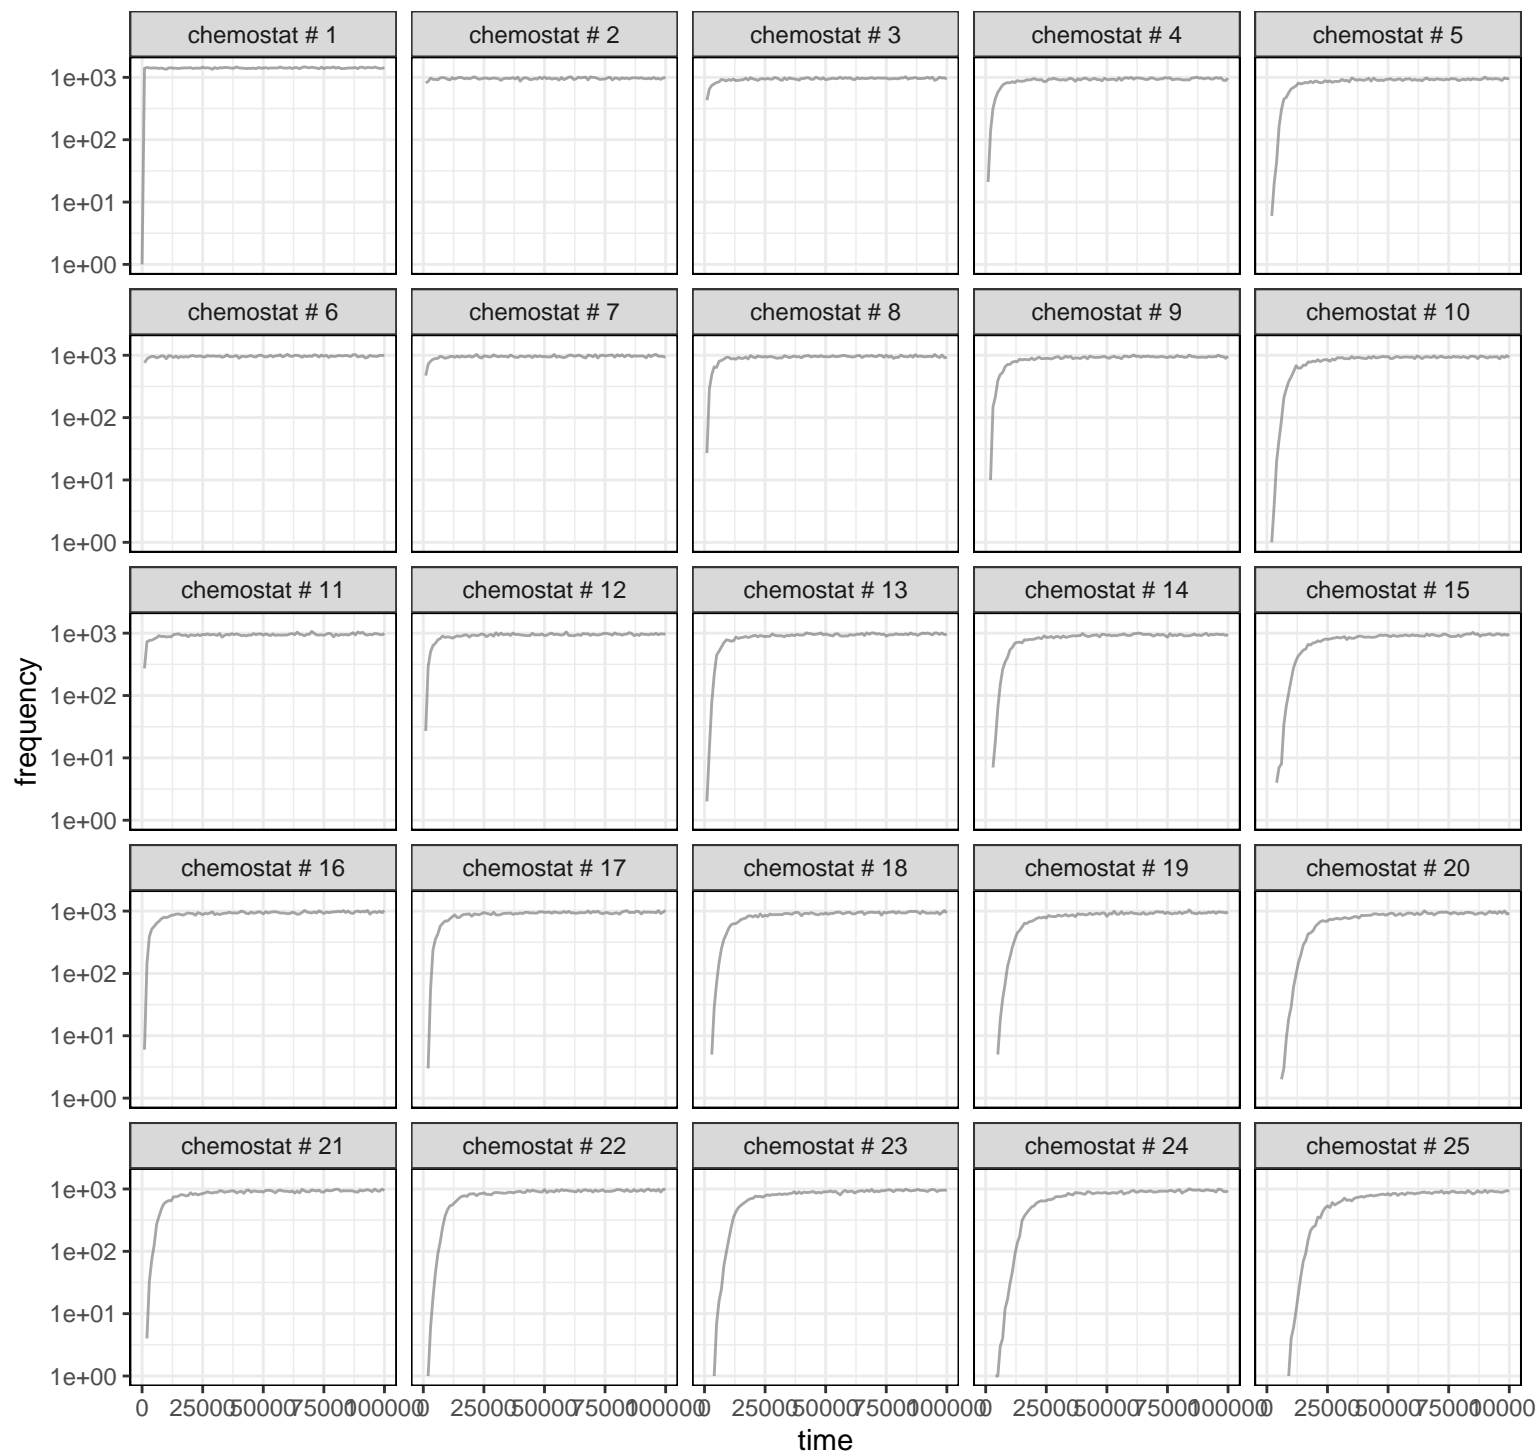 chemostat # 1 chemostat # 2 chemostat # 3 chemostat # 4 chemostat # 5
1e+03
1e+02
1e+01
1e+00
chemostat # 6 chemostat # 7 chemostat # 8 chemostat # 9 chemostat # 10
1e+03
1e+02
1e+01
1e+00
chemostat # 11 chemostat # 12 chemostat # 13 chemostat # 14 chemostat # 15
1e+03
1e+02
1e+01
1e+00
frequency
chemostat # 16 chemostat # 17 chemostat # 18 chemostat # 19 chemostat # 20
1e+03
1e+02
1e+01
1e+00
chemostat # 21 chemostat # 22 chemostat # 23 chemostat # 24 chemostat # 25
1e+03
1e+02
1e+01
1e+00
0 25000 50000 75000 100000 0 25000 50000 75000 100000 0 25000 50000 75000 100000 0 25000 50000 75000 100000 0 25000 50000 75000 100000
time